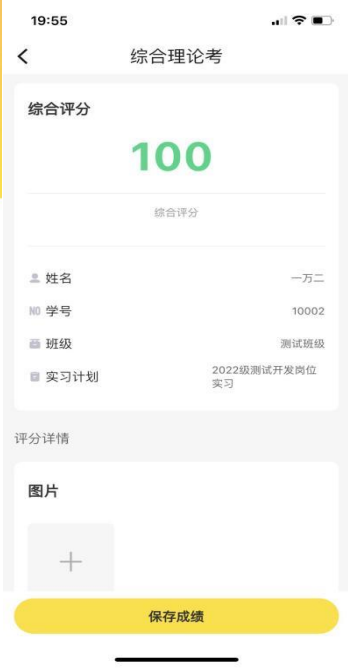 19:55
综合理论考
综合评分
100
综合评分
姓名 一万二
NO 学号 10002
班级 测试班级
实习计划 2022级测试开发岗位
实习
评分详情
图片
保存成绩